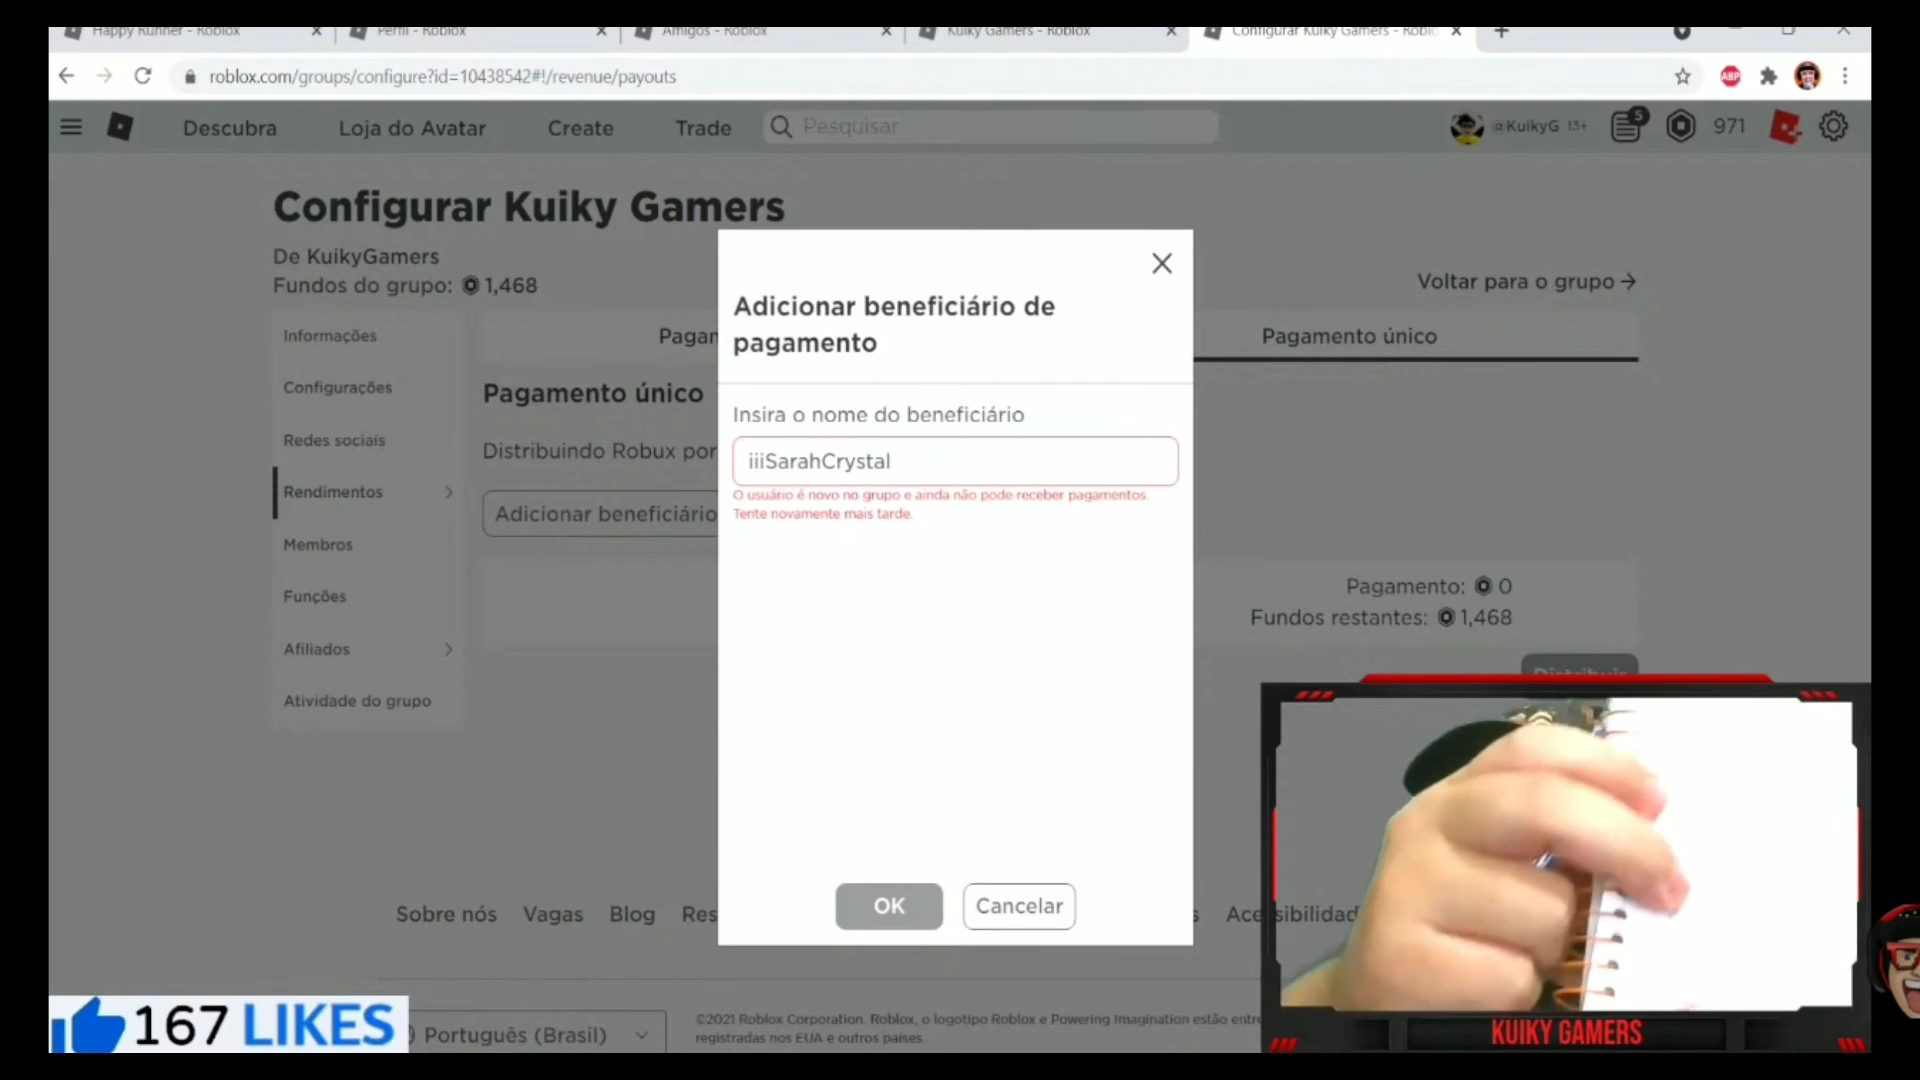 Happy Runner - Roblox
Perfil - Roblox
Amigos - Roblox
Kuiky Gamers - Roblox
Configurar Kuiky Gamers - Roblo
roblox.com/groups/configure?id=10438542#!/revenue/payouts
ABP
Descubra
Loja do Avatar
Create
Trade
Pesquisar
@KuikyG 13+
5
971
Configurar Kuiky Gamers
De KuikyGamers
Fundos do grupo: 1,468
Voltar para o grupo
Informações
Configurações
Redes sociais
Rendimentos
Membros
Funções
Afiliados
Atividade do grupo
Pagam
Pagamento único
Pagamento único
Distribuindo Robux por
Adicionar beneficiário
Adicionar beneficiário de
pagamento
Insira o nome do beneficiário
iiiSarahCrystal
O usuário é novo no grupo e ainda não pode receber pagamentos.
Tente novamente mais tarde.
OK
Cancelar
Pagamento: 0
Fundos restantes: 1,468
Distribuir
Sobre nós
Vagas
Blog
Res
s
Acessibilidad
167 LIKES
Português (Brasil)
©2021 Roblox Corporation. Roblox, o logotipo Roblox e Powering Imagination estão entre
registradas nos EUA e outros países.
KUIKY GAMERS